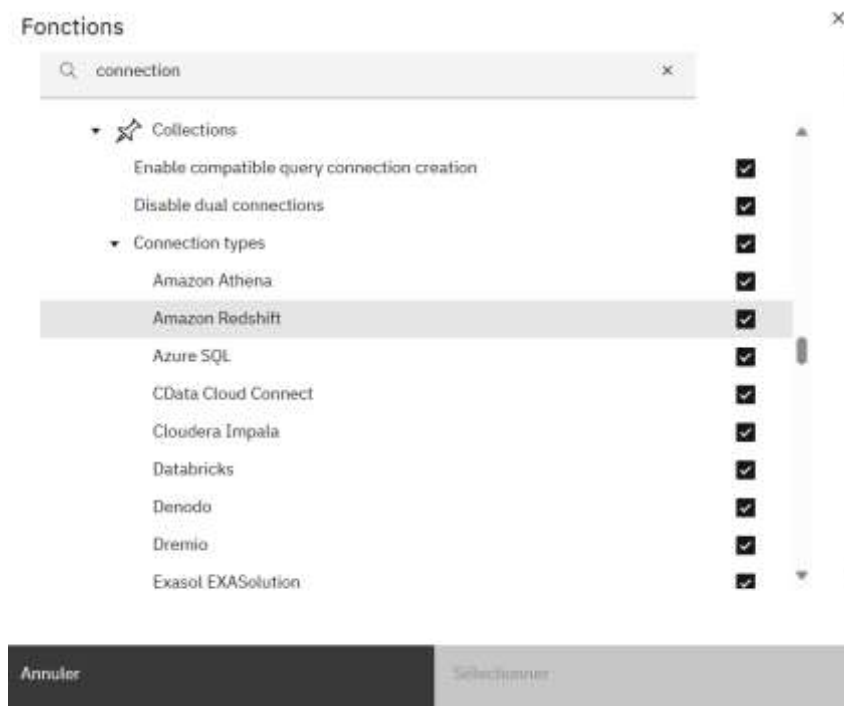 Fonctions
connection
Collections
Enable compatible query connection creation
Disable dual connections
Connection types
Amazon Athena
Amazon Redshift
Azure SQL
CData Cloud Connect
Cloudera Impala
Databricks
Denodo
Dremio
Exasol EXASolution
Annuler
Sélectionner